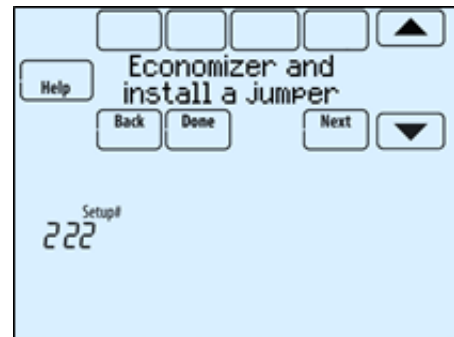 Help
Economizer and
install a jumper
Back Done Next
Setup#
222